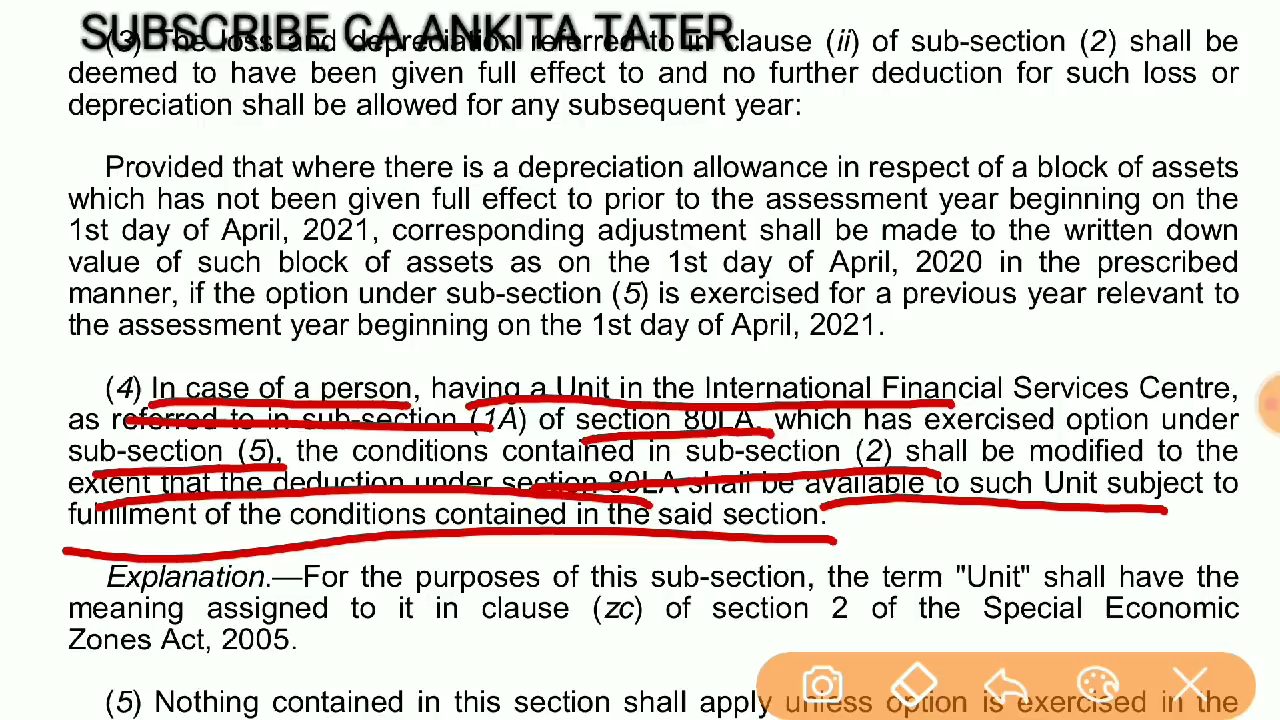 SUBSCRIBE CA ANKITA TATER
(3) The loss and depreciation referred to in clause (ii) of sub-section (2) shall be
deemed to have been given full effect to and no further deduction for such loss or
depreciation shall be allowed for any subsequent year:
Provided that where there is a depreciation allowance in respect of a block of assets
which has not been given full effect to prior to the assessment year beginning on the
1st day of April, 2021, corresponding adjustment shall be made to the written down
value of such block of assets as on the 1st day of April, 2020 in the prescribed
manner, if the option under sub-section (5) is exercised for a previous year relevant to
the assessment year beginning on the 1st day of April, 2021.
(4) In case of a person, having a Unit in the International Financial Services Centre,
as referred to in sub-section (1A) of section 80LA, which has exercised option under
sub-section (5), the conditions contained in sub-section (2) shall be modified to the
extent that the deduction under section 80LA shall be available to such Unit subject to
fulfillment of the conditions contained in the said section.
Explanation.—For the purposes of this sub-section, the term "Unit" shall have the
meaning assigned to it in clause (zc) of section 2 of the Special Economic
Zones Act, 2005.
(5) Nothing contained in this section shall apply unless option is exercised in the